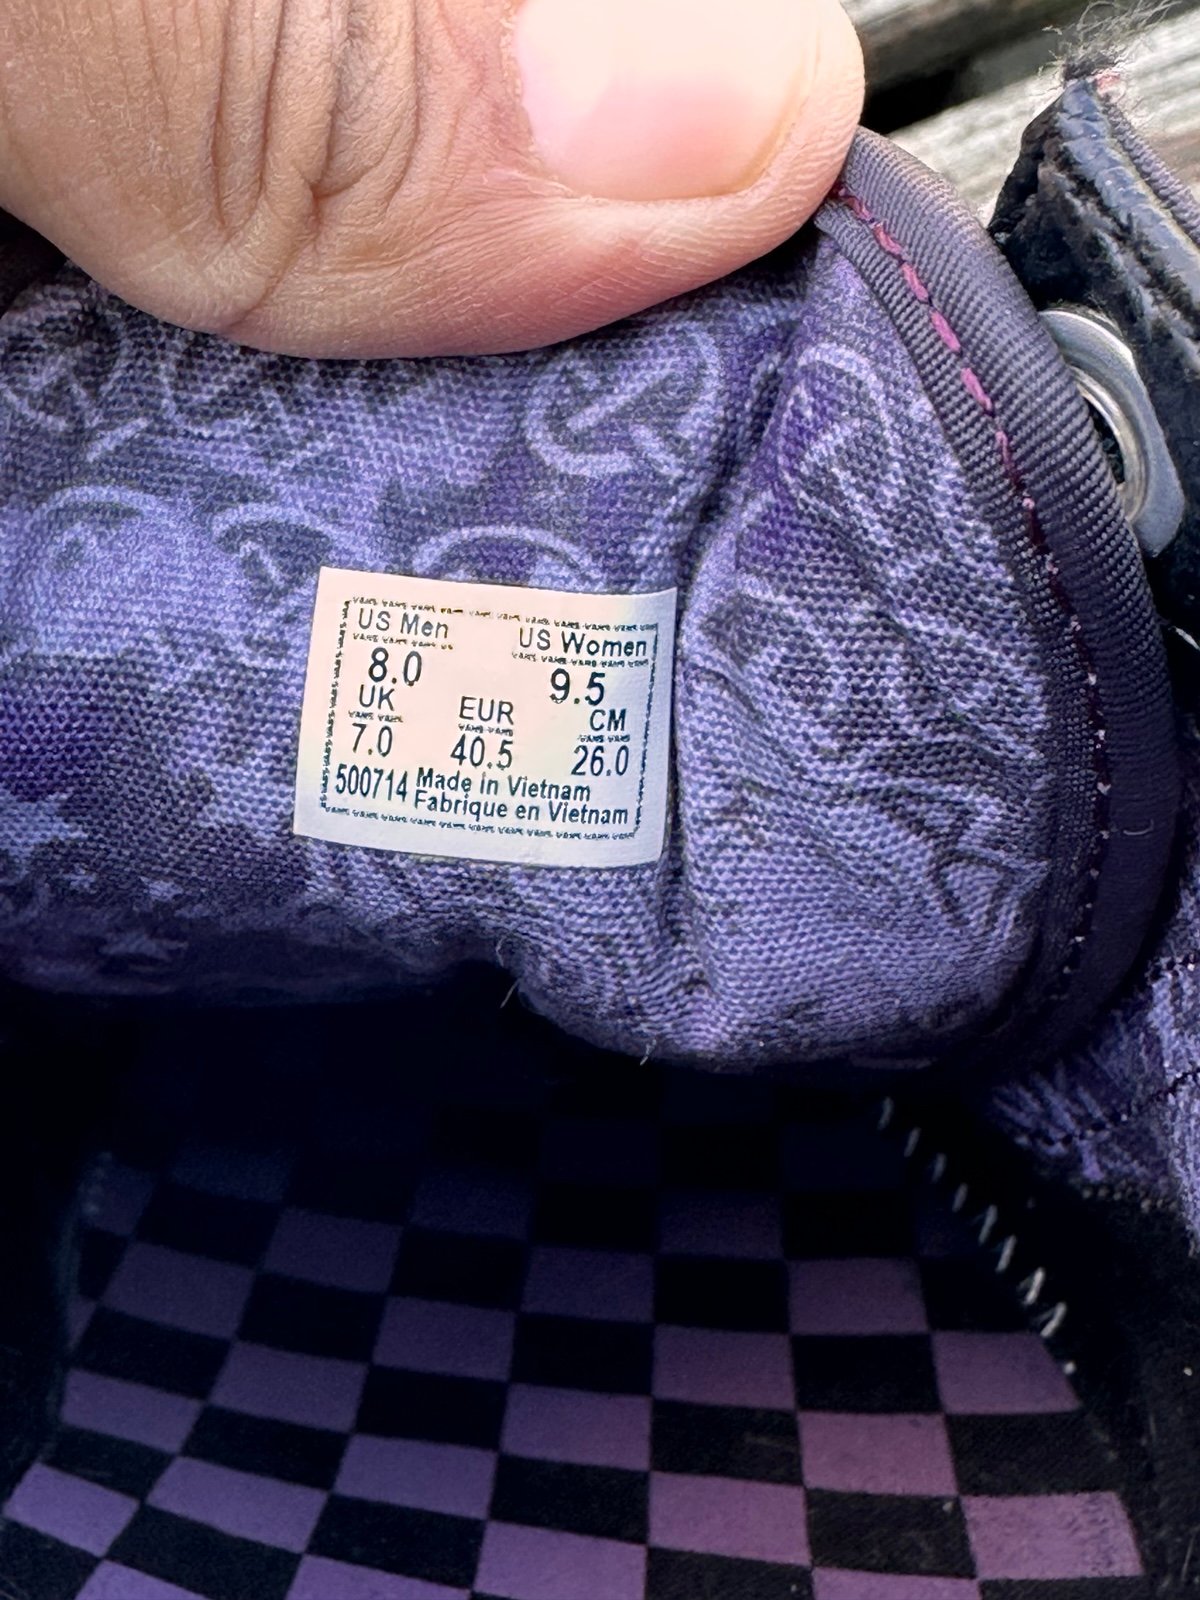 US Men US Women
8.0 9.5
UK EUR CM
7.0 40.5 26.0
500714 Made in Vietnam
Fabrique en Vietnam